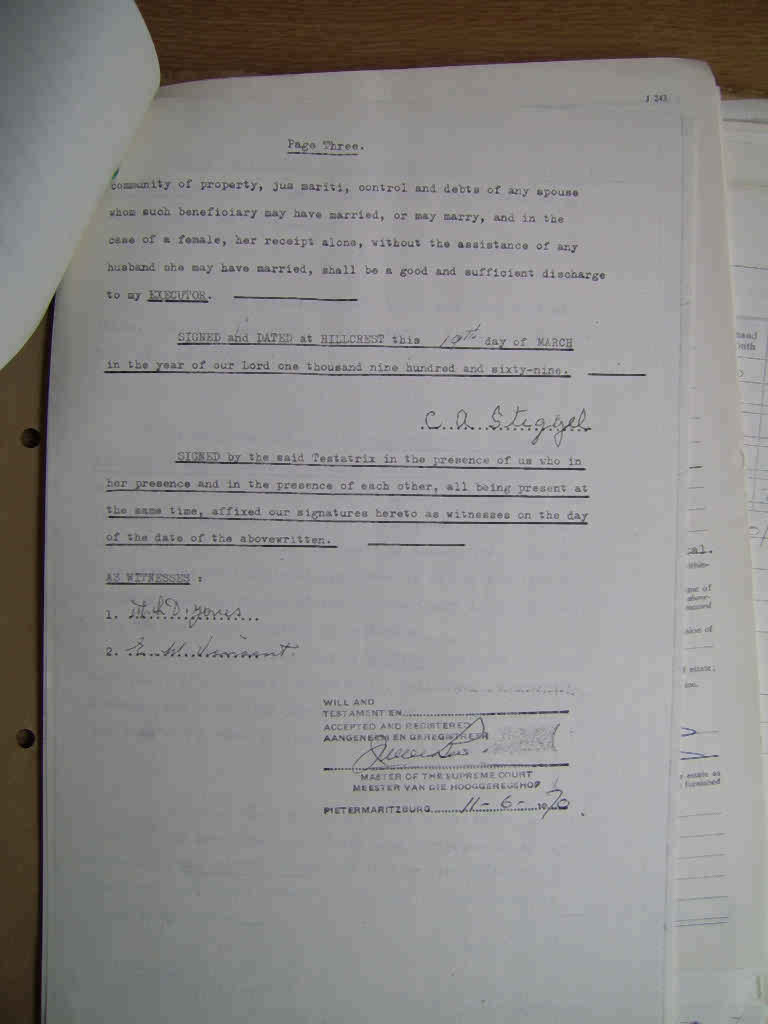 J 243
Page Three.
community of property, jus mariti, control and debts of any spouse
whom such beneficiary may have married, or may marry, and in the
case of a female, her receipt alone, without the assistance of any
husband she may have married, shall be a good and sufficient discharge
to my EXECUTOR.
SIGNED and DATED at HILLCREST this 19th day of MARCH
in the year of our Lord one thousand nine hundred and sixty-nine.
C. A. Steggel
SIGNED by the said Testatrix in the presence of us who in
her presence and in the presence of each other, all being present at
the same time, affixed our signatures hereto as witnesses on the day
of the date of the abovewritten.
AS WITNESSES :
1.
2. E. M.
WILL AND
TESTAMENT EN
ACCEPTED AND REGISTERED
AANGENEEM EN GEREGISTREER
MASTER OF THE SUPREME COURT
MEESTER VAN DIE HOOGGEREGSHOF
PIETERMARITZBURG 11-6-1970
estate as
furnished